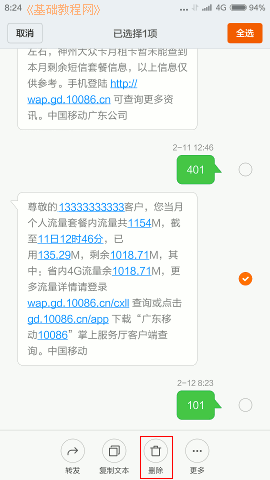 8:24 《基础教程网》 ... 4G 94%
取消 已选择1项 全选
左右，神州大众卡月租卡暂未能查到
本月剩余短信套餐信息，以上信息仅
供参考。手机登陆 http://
wap.gd.10086.cn 可查询更多资
讯。中国移动广东公司
2-11 12:46
401
尊敬的13333333333客户，您当月
个人流量套餐内流量共1154M，截
至11日12时46分，已
用135.29M，剩余1018.71M，其
中：省内4G流量余1018.71M，更
多流量详情请登录
wap.gd.10086.cn/cxll 查询或点击
gd.10086.cn/app 下载“广东移
动10086”掌上服务厅客户端查
询。中国移动
2-12 8:23
101
转发 复制文本 删除 更多